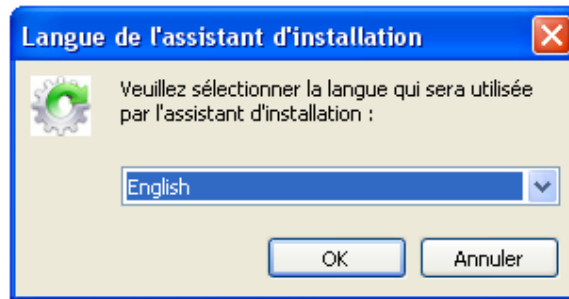 Langue de l'assistant d'installation
Veuillez sélectionner la langue qui sera utilisée
par l'assistant d'installation :
English
OK
Annuler